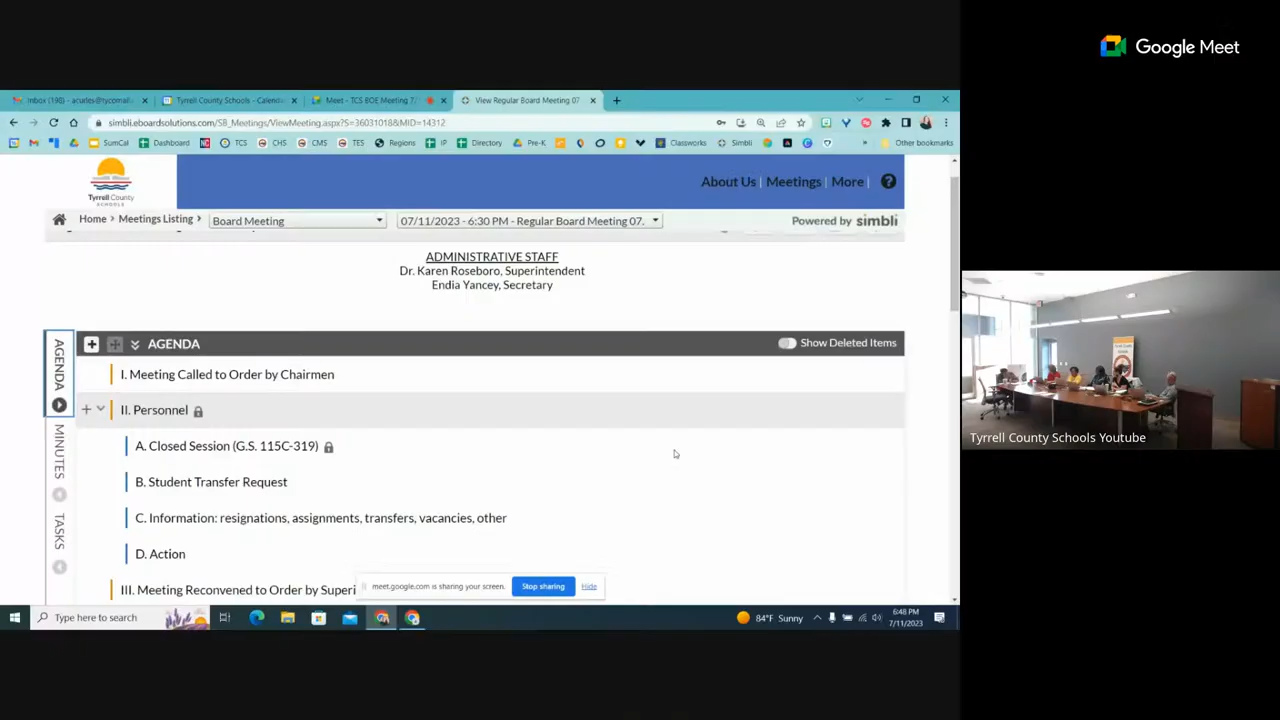 Google Meet
Inbox (198) - acurles@tycomail
Tyrrell County Schools - Calenda
Meet - TCS BOE Meeting 7/
View Regular Board Meeting 07
simbli.eboardsolutions.com/SB_Meetings/ViewMeeting.aspx?S=36031018&MID=14312
SumCal Dashboard TCS CHS CMS TES Regions IP Directory Pre-K Classworks Simbli Other bookmarks
Tyrrell County
SCHOOLS
About Us | Meetings | More
Home > Meetings Listing > Board Meeting 07/11/2023 - 6:30 PM - Regular Board Meeting 07. Powered by simbli
ADMINISTRATIVE STAFF
Dr. Karen Roseboro, Superintendent
Endia Yancey, Secretary
AGENDA
MINUTES
TASKS
AGENDA Show Deleted Items
I. Meeting Called to Order by Chairmen
II. Personnel
A. Closed Session (G.S. 115C-319)
B. Student Transfer Request
C. Information: resignations, assignments, transfers, vacancies, other
D. Action
III. Meeting Reconvened to Order by Superi
meet.google.com is sharing your screen. Stop sharing Hide
Type here to search
84°F Sunny
6:48 PM
7/11/2023
Tyrrell County Schools Youtube